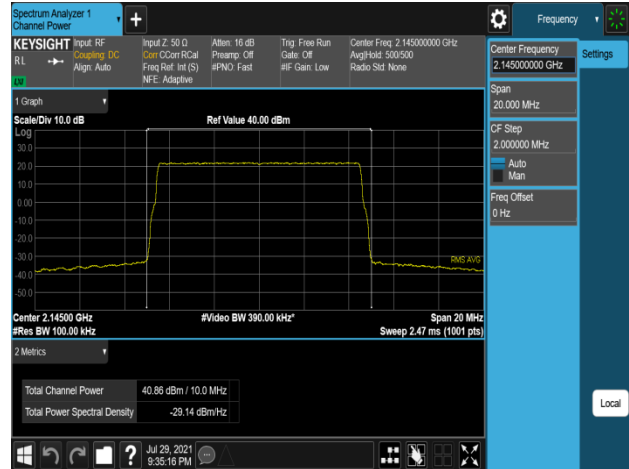 Spectrum Analyzer 1
Channel Power
Frequency
KEYSIGHT
RL
LM
Input: RF
Coupling: DC
Align: Auto
Input Z: 50 Ω
Corr CCorr RCal
Freq Ref: Int (S)
NFE: Adaptive
Atten: 16 dB
Preamp: Off
#PNO: Fast
Trig: Free Run
Gate: Off
#IF Gain: Low
Center Freq: 2.145000000 GHz
Avg|Hold: 500/500
Radio Std: None
Center Frequency
2.145000000 GHz
Settings
Span
20.000 MHz
CF Step
2.000000 MHz
Auto
Man
Freq Offset
0 Hz
1 Graph
Scale/Div 10.0 dB
Ref Value 40.00 dBm
Log
30.0
20.0
10.0
0.00
-10.0
-20.0
-30.0
-40.0
-50.0
RMS AVG
Center 2.14500 GHz
#Video BW 390.00 kHz*
Span 20 MHz
#Res BW 100.00 kHz
Sweep 2.47 ms (1001 pts)
2 Metrics
Total Channel Power 40.86 dBm / 10.0 MHz
Total Power Spectral Density -29.14 dBm/Hz
Local
?
Jul 29, 2021
9:35:16 PM